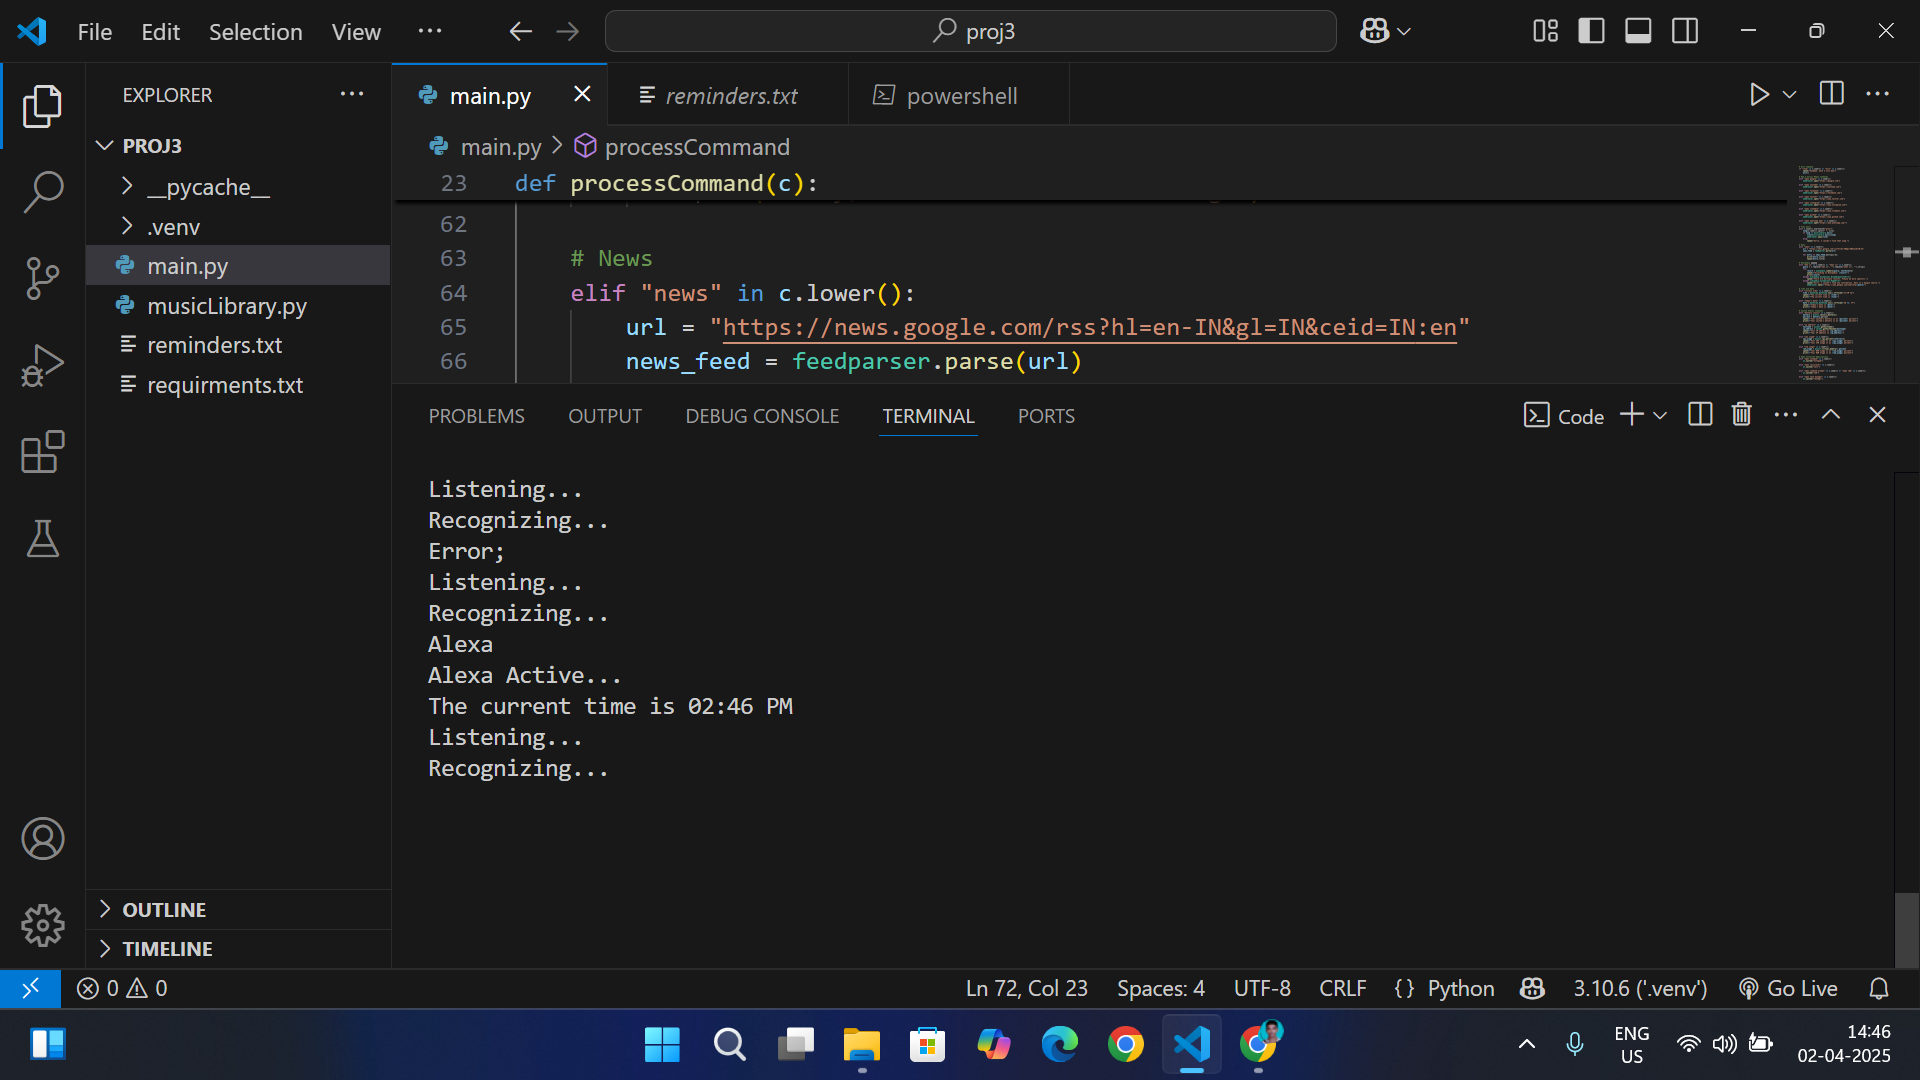 File Edit Selection View ···
proj3
EXPLORER
main.py
reminders.txt
powershell
PROJ3
__pycache__
.venv
main.py
musicLibrary.py
reminders.txt
requirments.txt
OUTLINE
TIMELINE
main.py > processCommand
23 def processCommand(c):
62
63 # News
64 elif "news" in c.lower():
65 url = "https://news.google.com/rss?hl=en-IN&gl=IN&ceid=IN:en"
66 news_feed = feedparser.parse(url)
PROBLEMS OUTPUT DEBUG CONSOLE TERMINAL PORTS
Code
Listening...
Recognizing...
Error;
Listening...
Recognizing...
Alexa
Alexa Active...
The current time is 02:46 PM
Listening...
Recognizing...
0 0
Ln 72, Col 23 Spaces: 4 UTF-8 CRLF {} Python 3.10.6 ('.venv') Go Live
ENG
US
14:46
02-04-2025